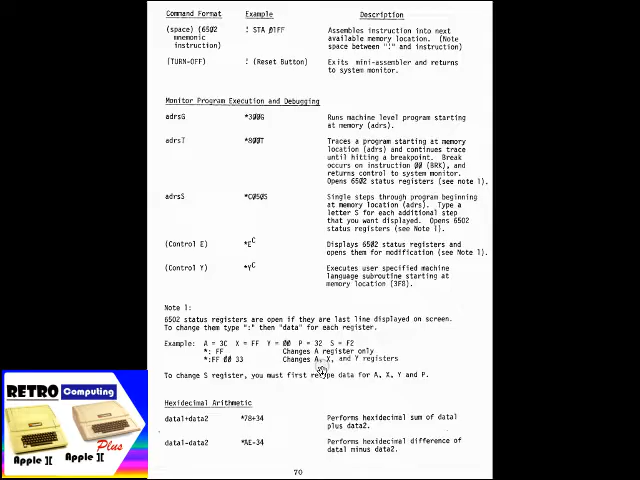 Command Format Example Description
(space) (6502 ! STA Ø1FF Assembles instruction into next
mnemonic available memory location. (Note
instruction) space between "!" and instruction)
(TURN-OFF) ! (Reset Button) Exits mini-assembler and returns
to system monitor.
Monitor Program Execution and Debugging
adrsG *3ØØG Runs machine level program starting
at memory (adrs).
adrsT *8ØØT Traces a program starting at memory
location (adrs) and continues trace
until hitting a breakpoint. Break
occurs on instruction ØØ (BRK), and
returns control to system monitor.
Opens 6502 status registers (see note 1).
adrsS *CØ5ØS Single steps through program beginning
at memory location (adrs). Type a
letter S for each additional step
that you want displayed. Opens 6502
status registers (see Note 1).
(Control E) *Eᶜ Displays 6502 status registers and
opens them for modification (see Note 1).
(Control Y) *Yᶜ Executes user specified machine
language subroutine starting at
memory location (3F8).
Note 1:
6502 status registers are open if they are last line displayed on screen.
To change them type ":" then "data" for each register.
Example: A = 3C X = FF Y = ØØ P = 32 S = F2
*: FF Changes A register only
*:FF ØØ 33 Changes A, X, and Y registers
To change S register, you must first retype data for A, X, Y and P.
Hexidecimal Arithmetic
data1+data2 *78+34 Performs hexidecimal sum of data1
plus data2.
data1-data2 *AE-34 Performs hexidecimal difference of
data1 minus data2.
70
RETRO Computing
Plus
Apple ][ Apple ][